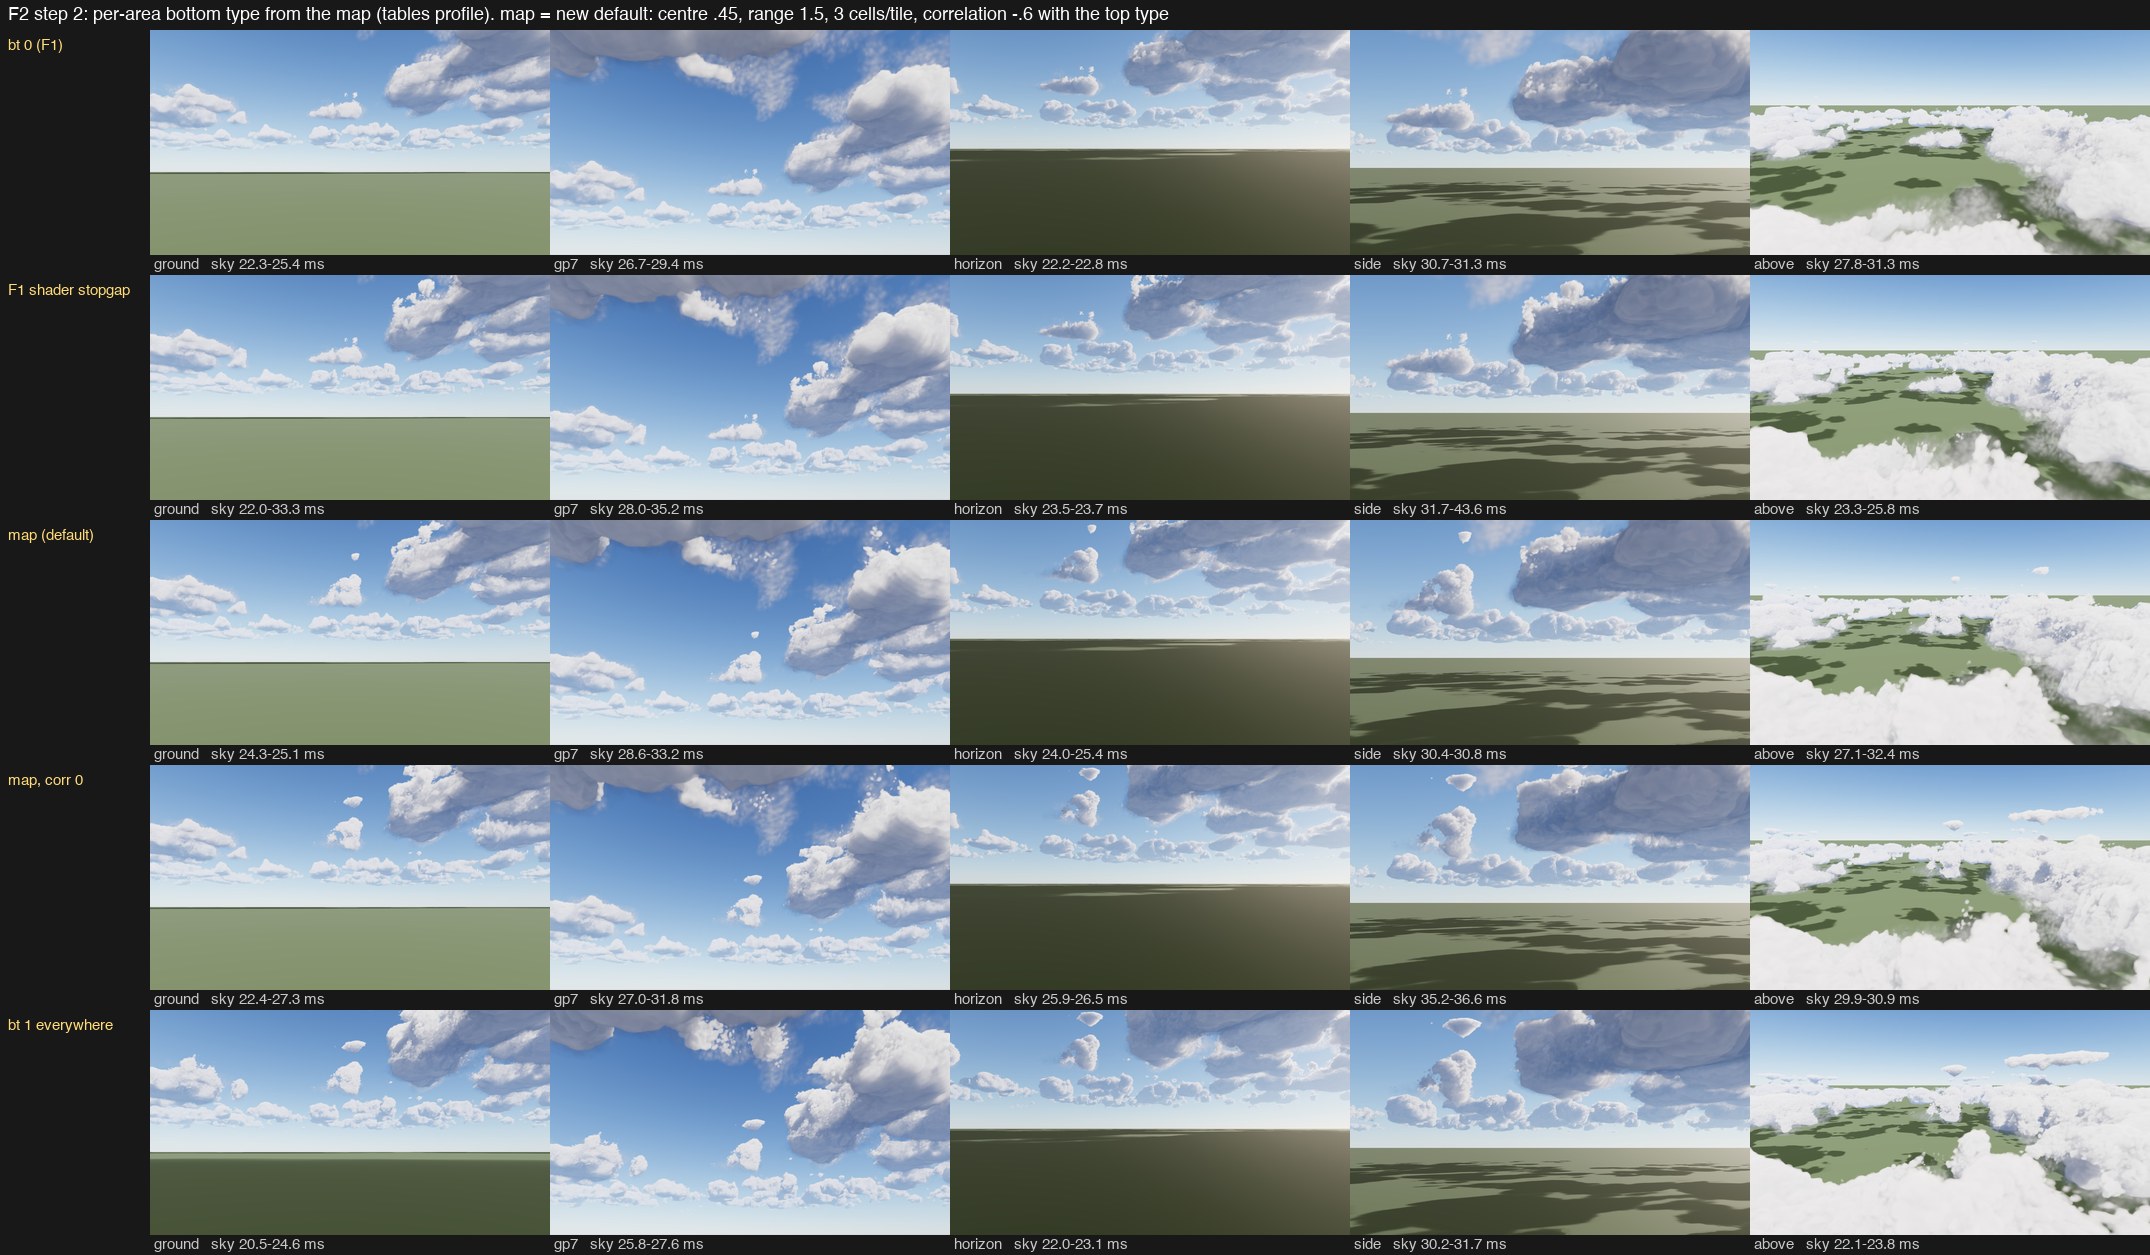 F2 step 2: per-area bottom type from the map (tables profile). map = new default: centre .45, range 1.5, 3 cells/tile, correlation -.6 with the top type
bt 0 (F1)
ground sky 22.3-25.4 ms
gp7 sky 26.7-29.4 ms
horizon sky 22.2-22.8 ms
side sky 30.7-31.3 ms
above sky 27.8-31.3 ms
F1 shader stopgap
ground sky 22.0-33.3 ms
gp7 sky 28.0-35.2 ms
horizon sky 23.5-23.7 ms
side sky 31.7-43.6 ms
above sky 23.3-25.8 ms
map (default)
ground sky 24.3-25.1 ms
gp7 sky 28.6-33.2 ms
horizon sky 24.0-25.4 ms
side sky 30.4-30.8 ms
above sky 27.1-32.4 ms
map, corr 0
ground sky 22.4-27.3 ms
gp7 sky 27.0-31.8 ms
horizon sky 25.9-26.5 ms
side sky 35.2-36.6 ms
above sky 29.9-30.9 ms
bt 1 everywhere
ground sky 20.5-24.6 ms
gp7 sky 25.8-27.6 ms
horizon sky 22.0-23.1 ms
side sky 30.2-31.7 ms
above sky 22.1-23.8 ms